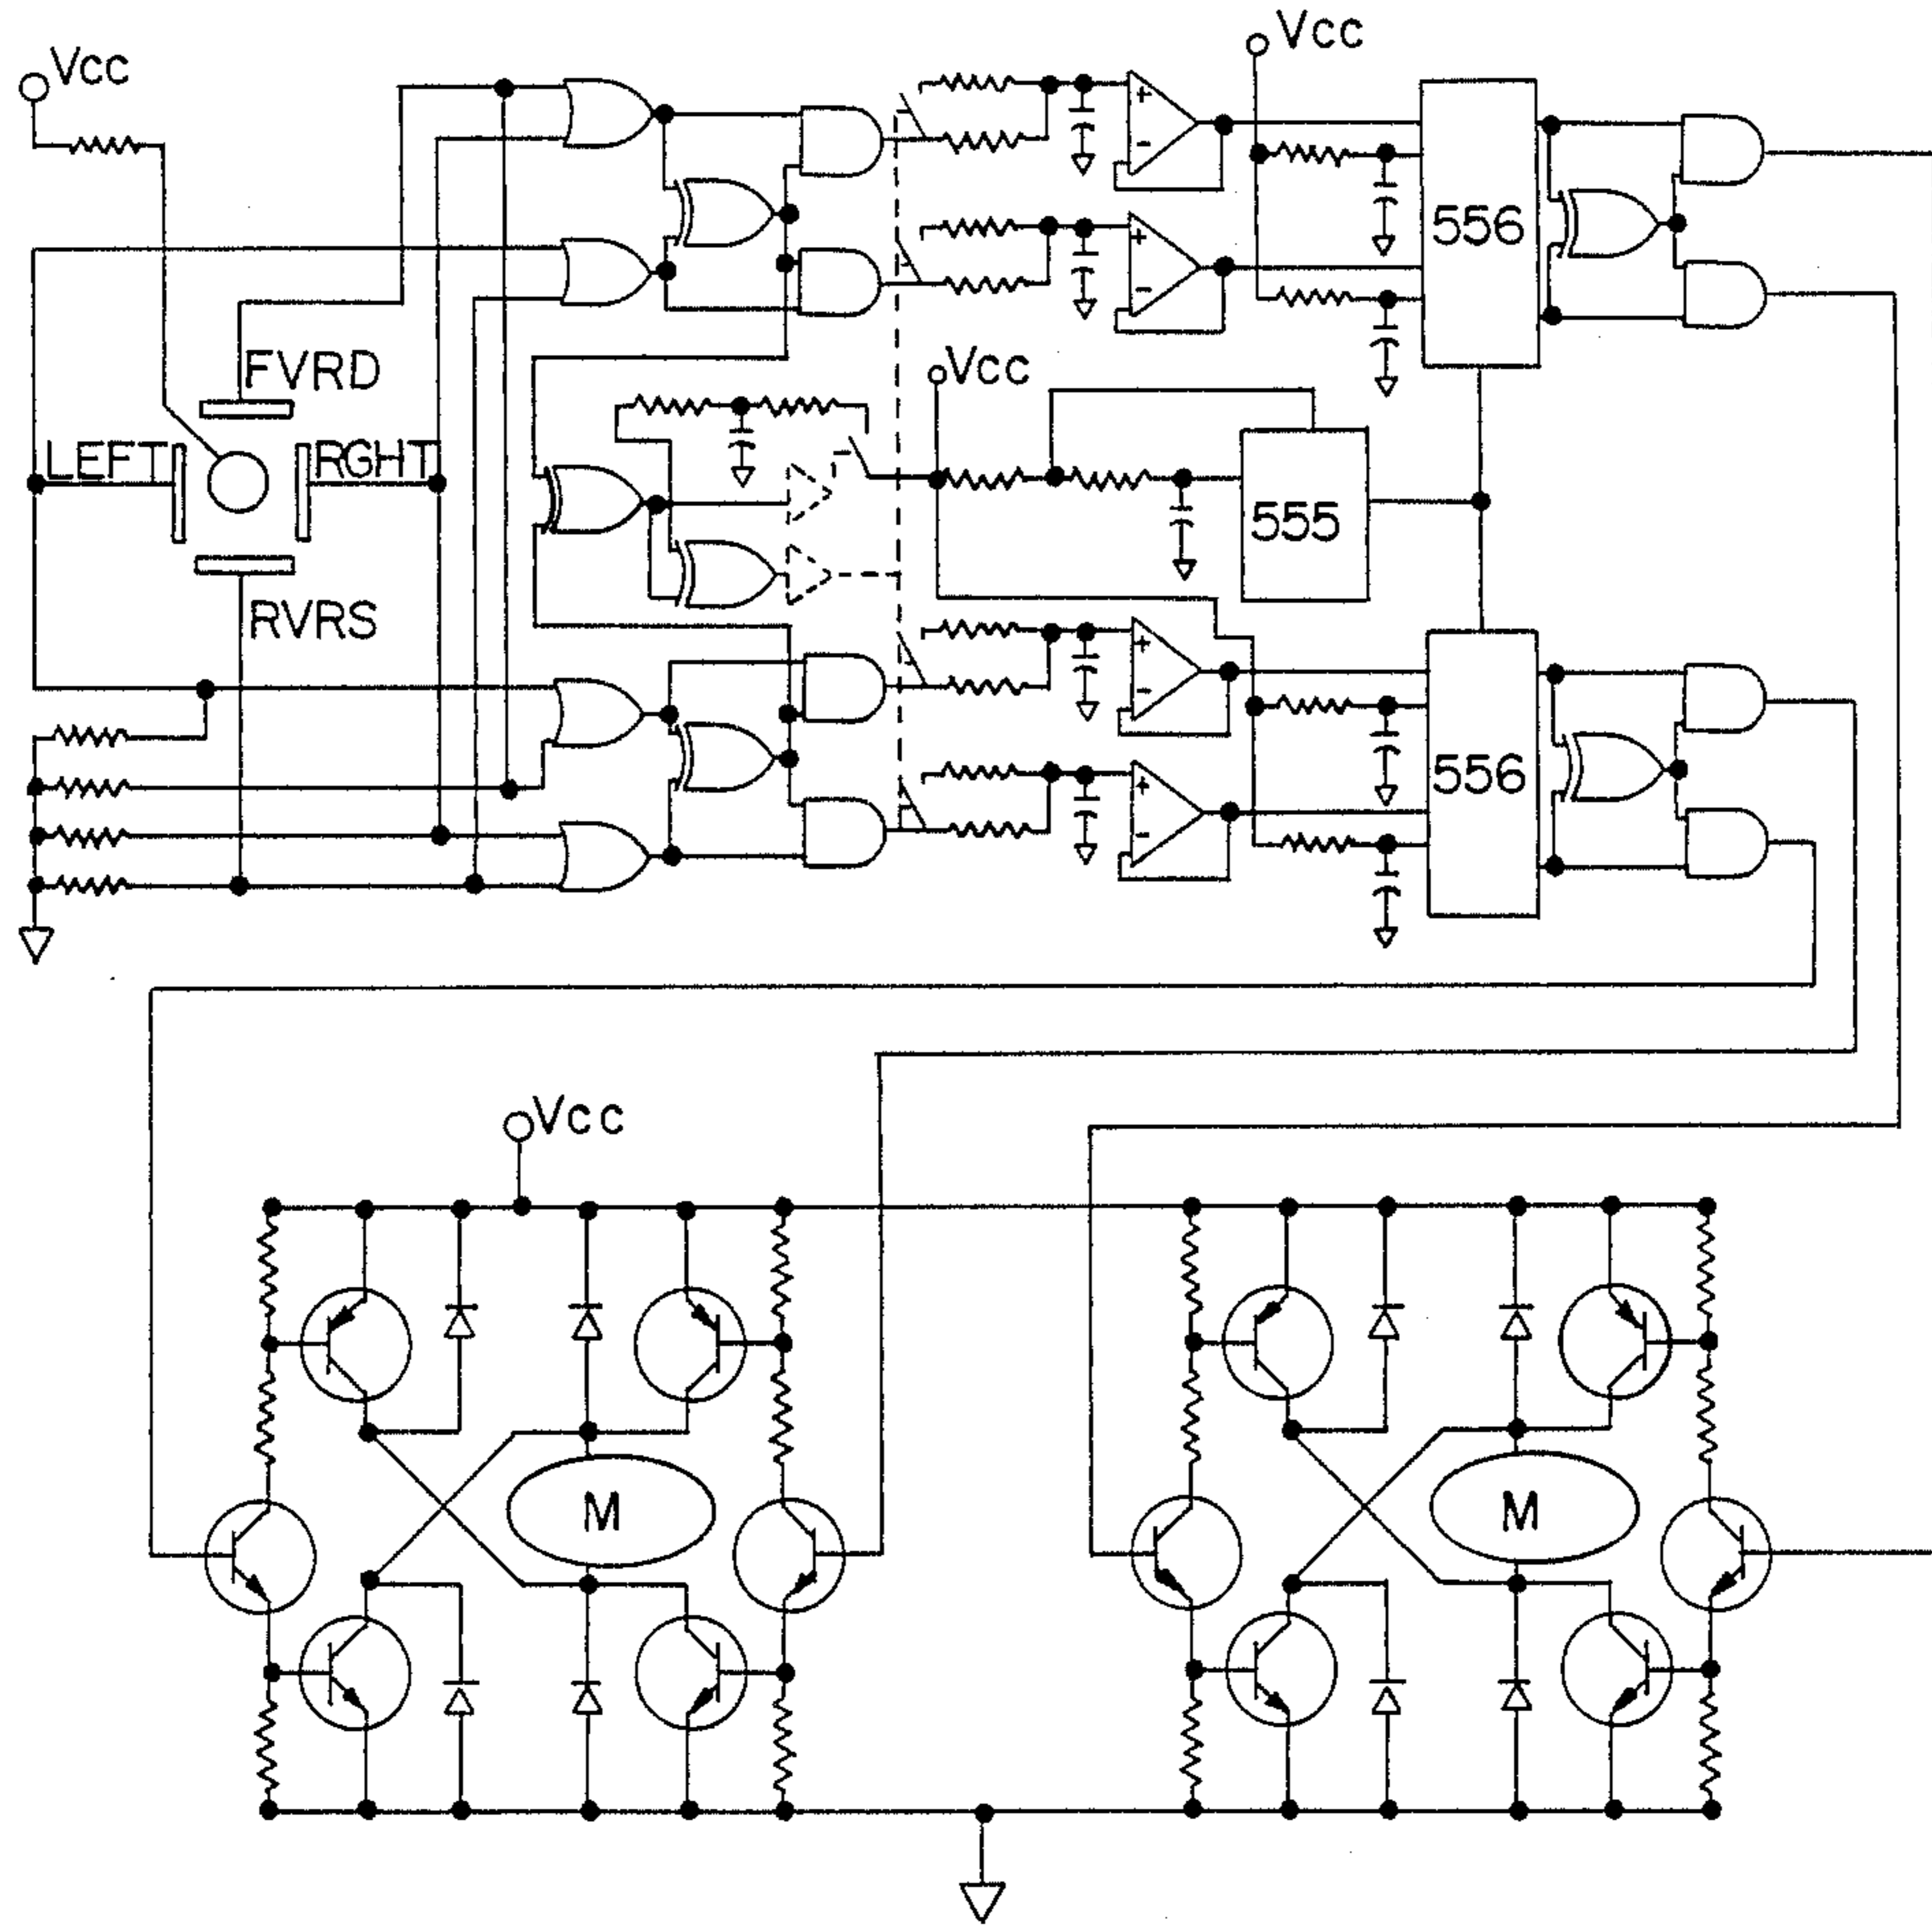 Vcc
Vcc
+
-
556
+
-
FVRD
Vcc
LEFT
RGHT
555
RVRS
+
-
556
+
-
Vcc
M
M